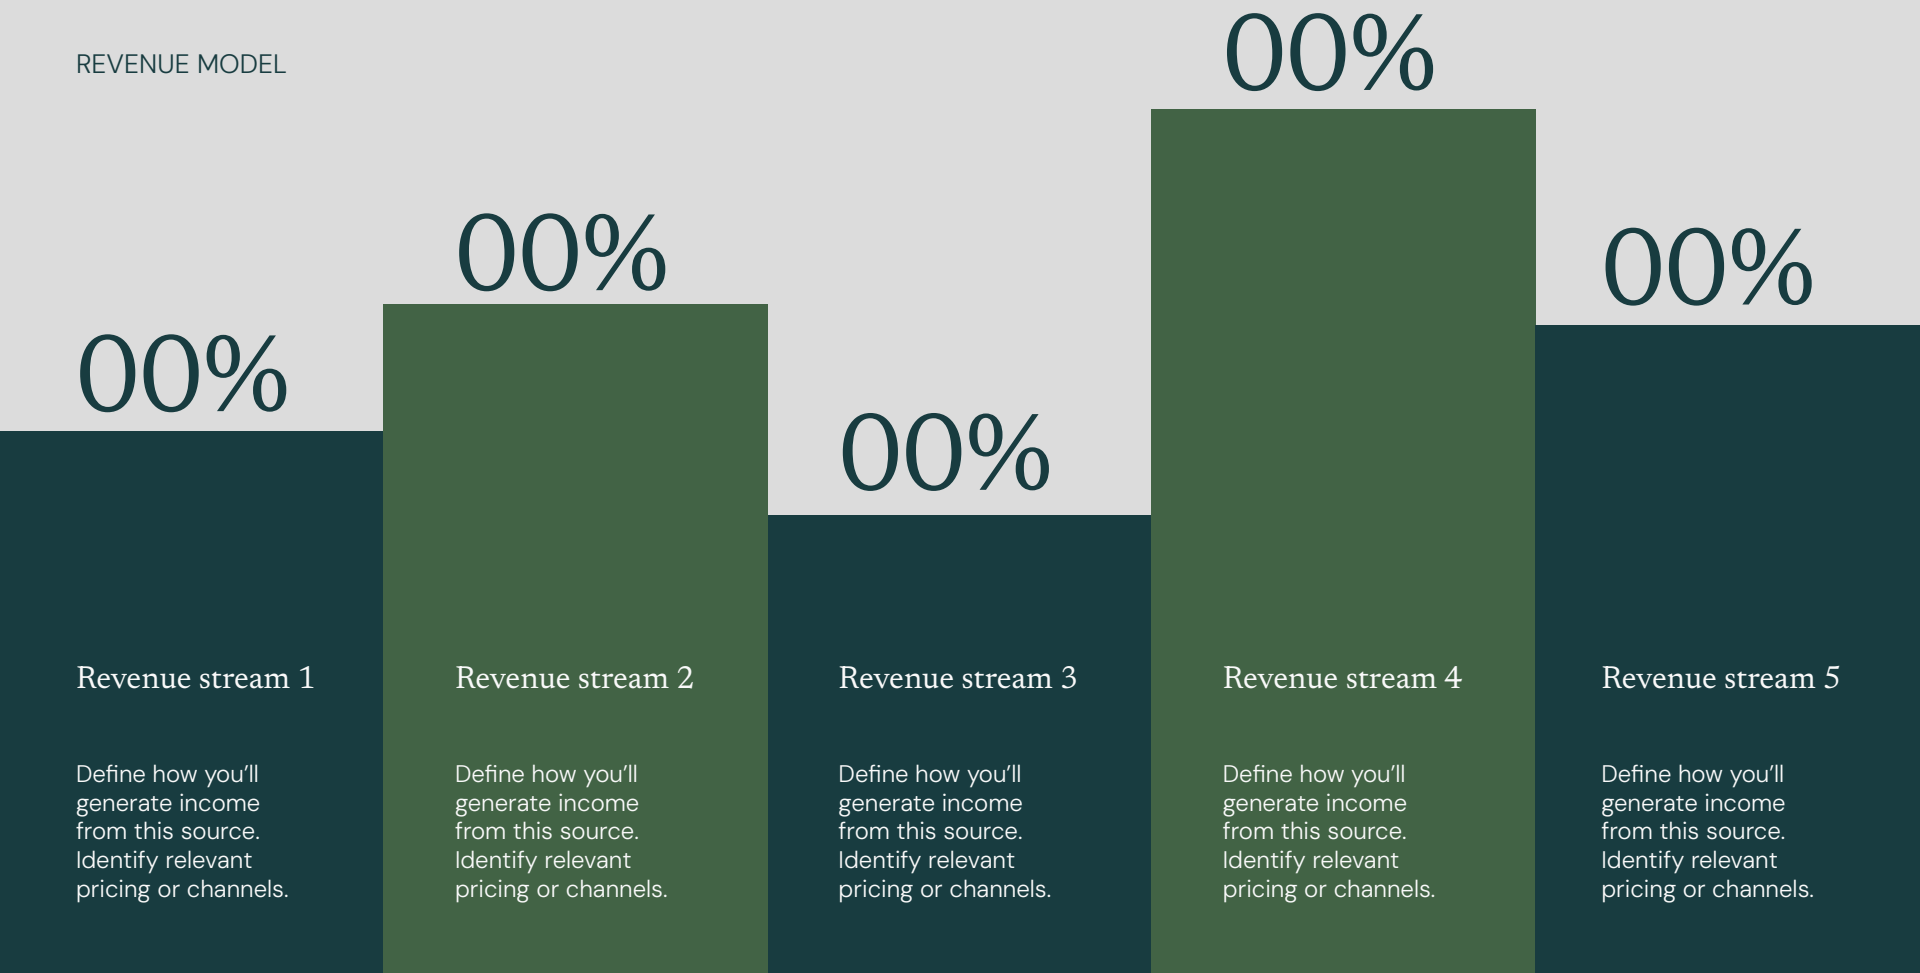 REVENUE MODEL
00%
Revenue stream 1
Define how you’ll
generate income
from this source.
Identify relevant
pricing or channels.
00%
Revenue stream 2
Define how you’ll
generate income
from this source.
Identify relevant
pricing or channels.
00%
Revenue stream 3
Define how you’ll
generate income
from this source.
Identify relevant
pricing or channels.
00%
Revenue stream 4
Define how you’ll
generate income
from this source.
Identify relevant
pricing or channels.
00%
Revenue stream 5
Define how you’ll
generate income
from this source.
Identify relevant
pricing or channels.